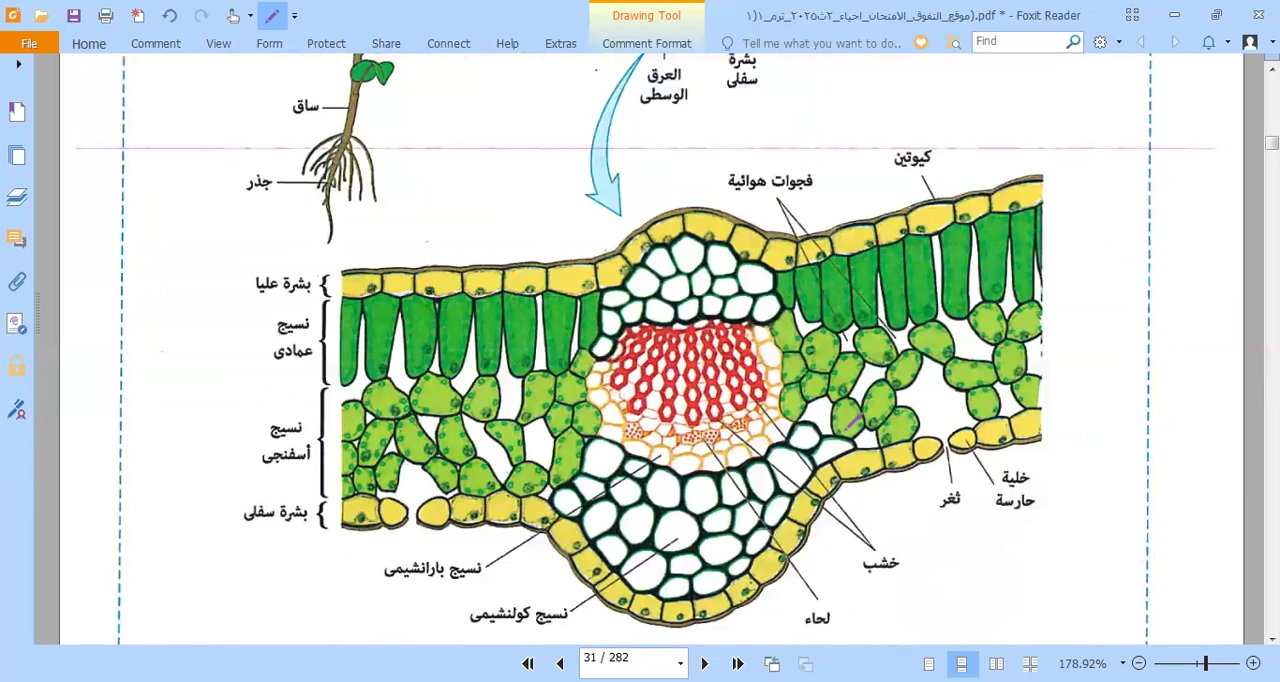 Drawing Tool
(موقع_التفوق_الامتحان_احياء_٢ث٢٠٢٥_ترم_١(١.pdf * - Foxit Reader
File
Home
Comment
View
Form
Protect
Share
Connect
Help
Extras
Comment Format
Tell me what you want to do..
Find
بشرة
سفلى
العرق
الوسطى
ساق
جذر
كيوتين
فجوات هوائية
بشرة عليا
نسيج
عمادى
نسيج
أسفنجى
بشرة سفلى
خلية
حارسة
ثغر
خشب
نسيج بارانشيمى
نسيج كولنشيمى
لحاء
31 / 282
178.92%